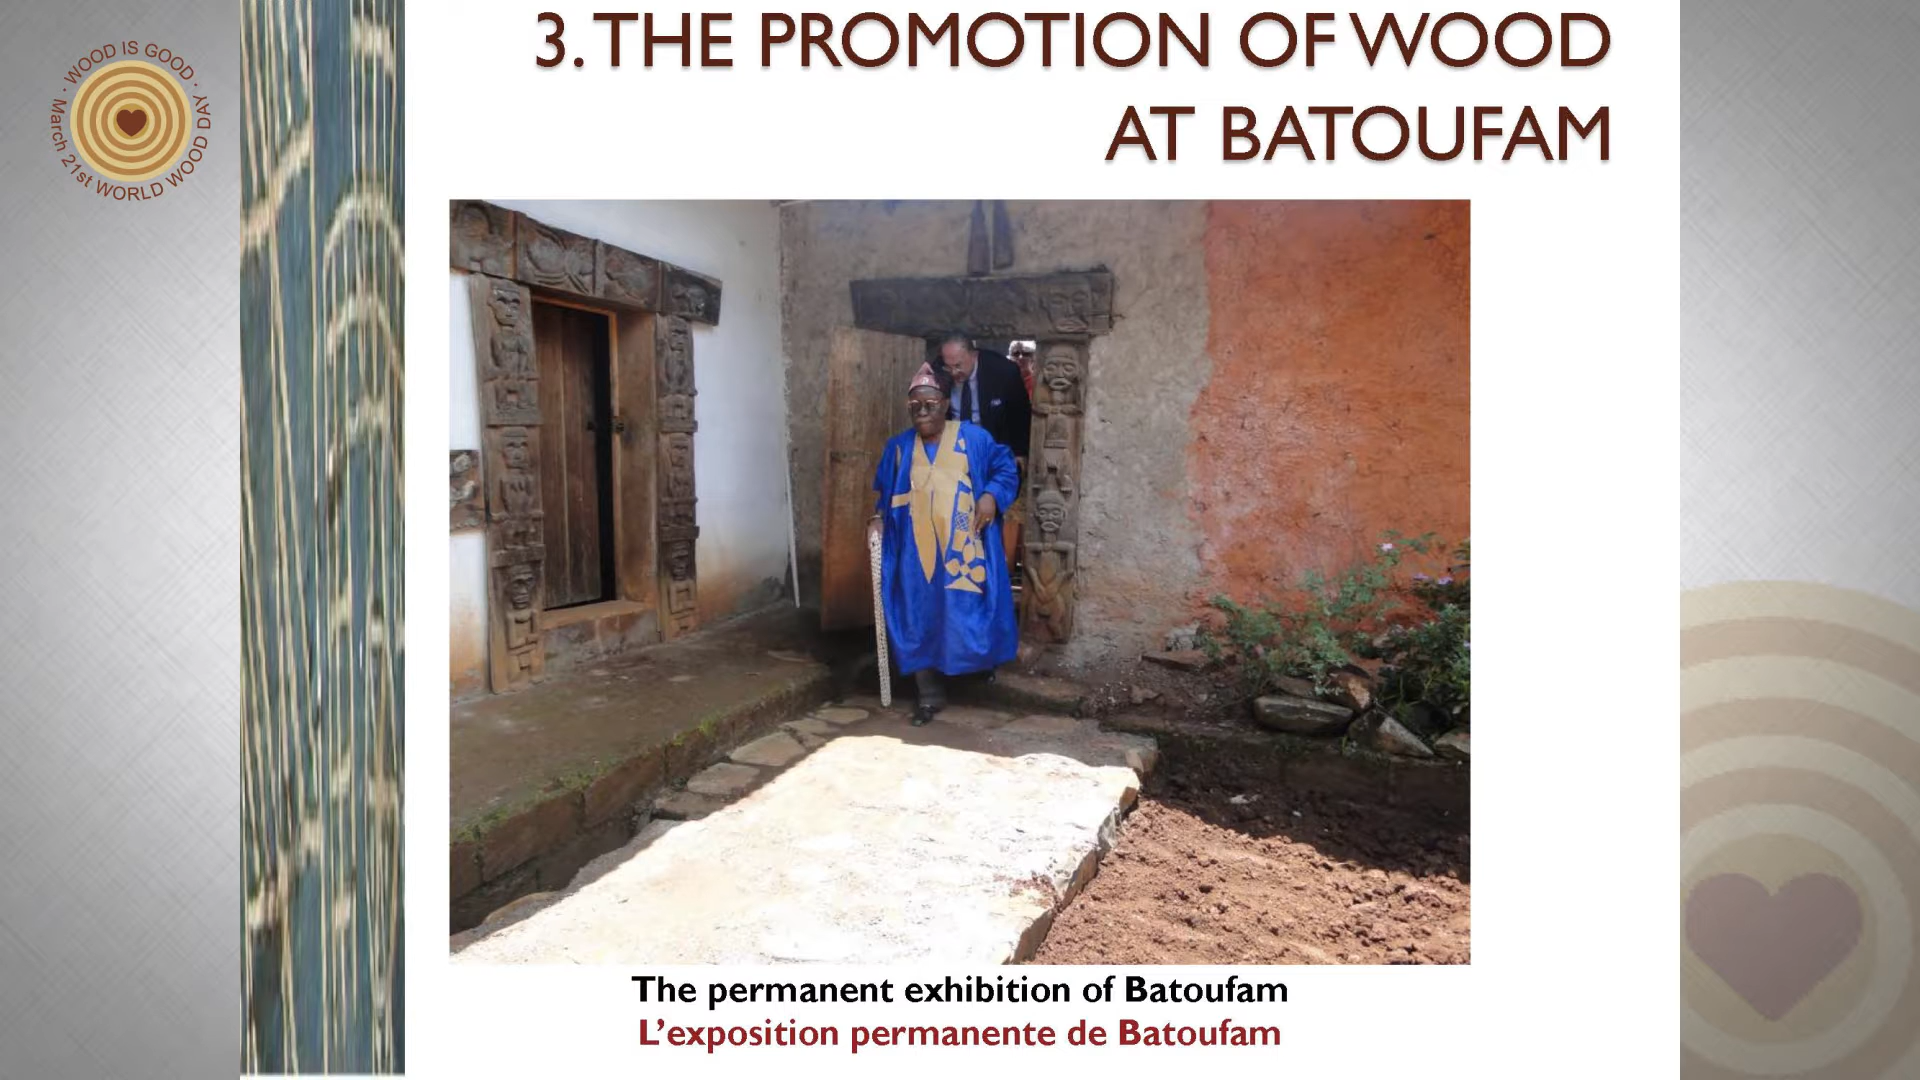 · WOOD IS GOOD · March 21st WORLD WOOD DAY
3. THE PROMOTION OF WOOD
AT BATOUFAM
The permanent exhibition of Batoufam
L’exposition permanente de Batoufam